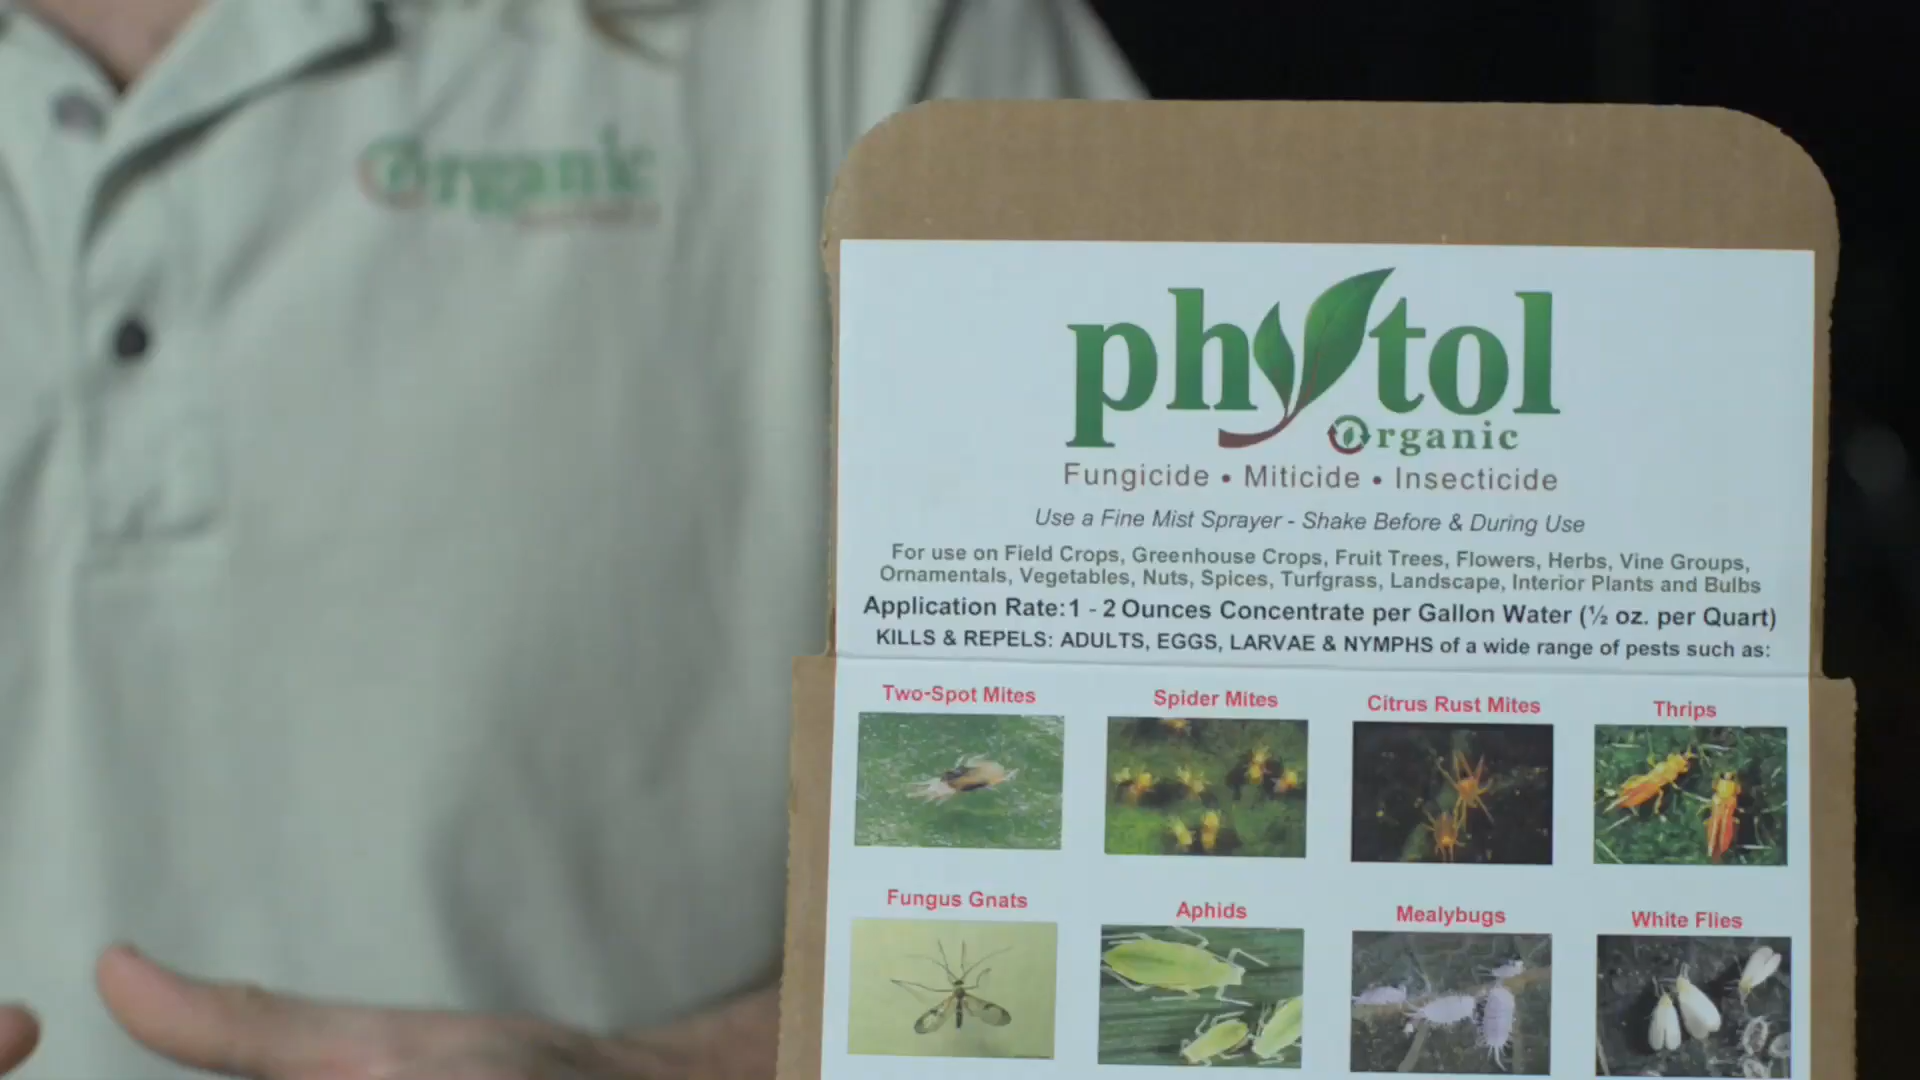 Organic
phytol
Organic
Fungicide • Miticide • Insecticide
Use a Fine Mist Sprayer - Shake Before & During Use
For use on Field Crops, Greenhouse Crops, Fruit Trees, Flowers, Herbs, Vine Groups,
Ornamentals, Vegetables, Nuts, Spices, Turfgrass, Landscape, Interior Plants and Bulbs
Application Rate:1 - 2 Ounces Concentrate per Gallon Water (½ oz. per Quart)
KILLS & REPELS: ADULTS, EGGS, LARVAE & NYMPHS of a wide range of pests such as:
Two-Spot Mites Spider Mites Citrus Rust Mites Thrips
Fungus Gnats Aphids Mealybugs White Flies